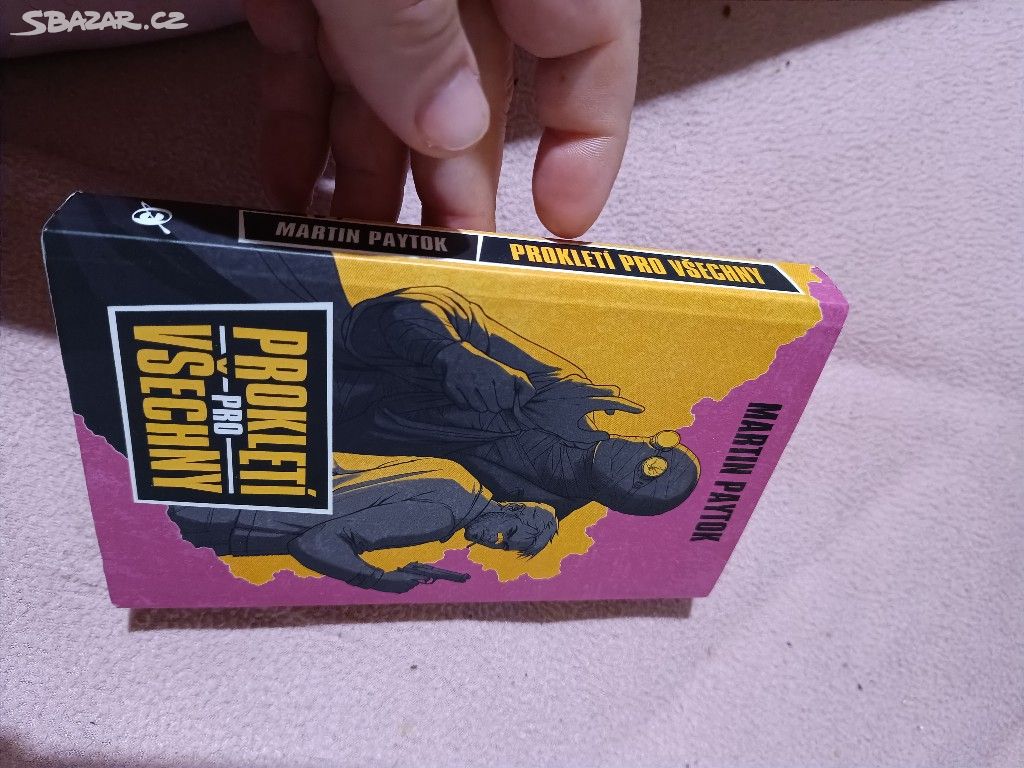 SBAZAR.CZ
MARTIN PAYTOK
PROKLETÍ PRO VŠECHNY
MARTIN PAYTOK
PROKLETÍ
PRO
VŠECHNY